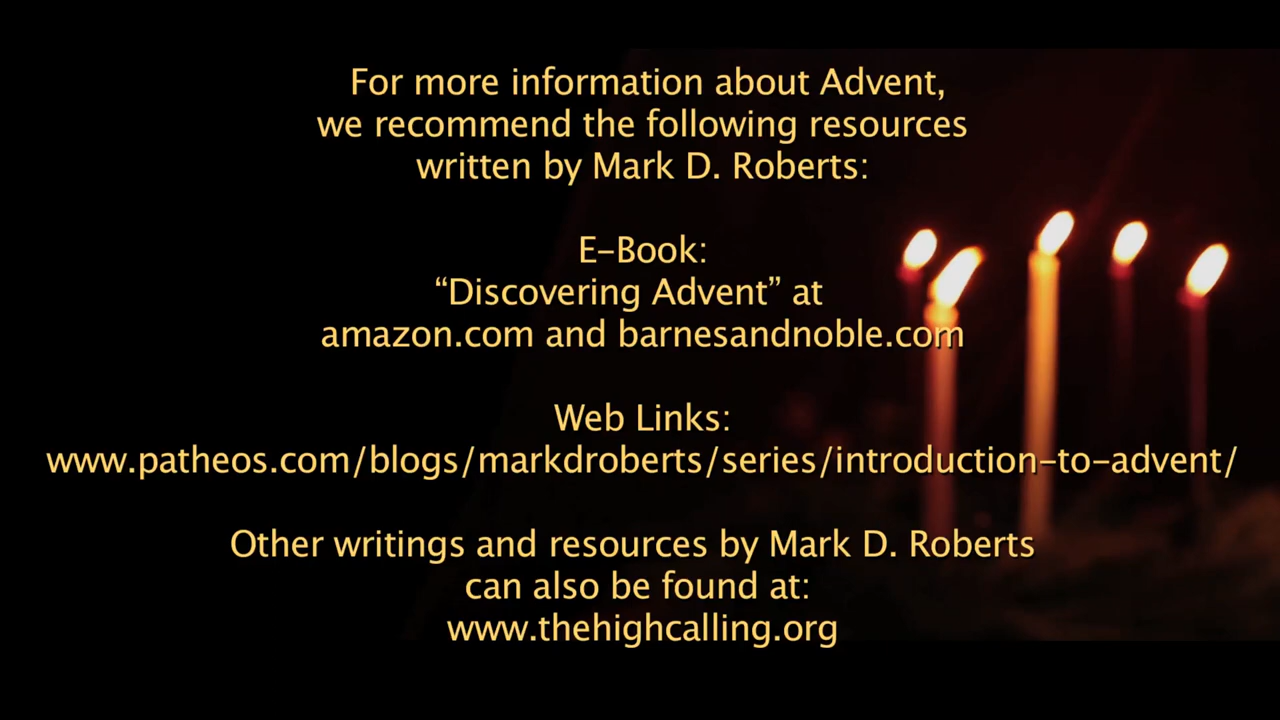 For more information about Advent,
we recommend the following resources
written by Mark D. Roberts:
E–Book:
“Discovering Advent” at
amazon.com and barnesandnoble.com
Web Links:
www.patheos.com/blogs/markdroberts/series/introduction-to-advent/
Other writings and resources by Mark D. Roberts
can also be found at:
www.thehighcalling.org